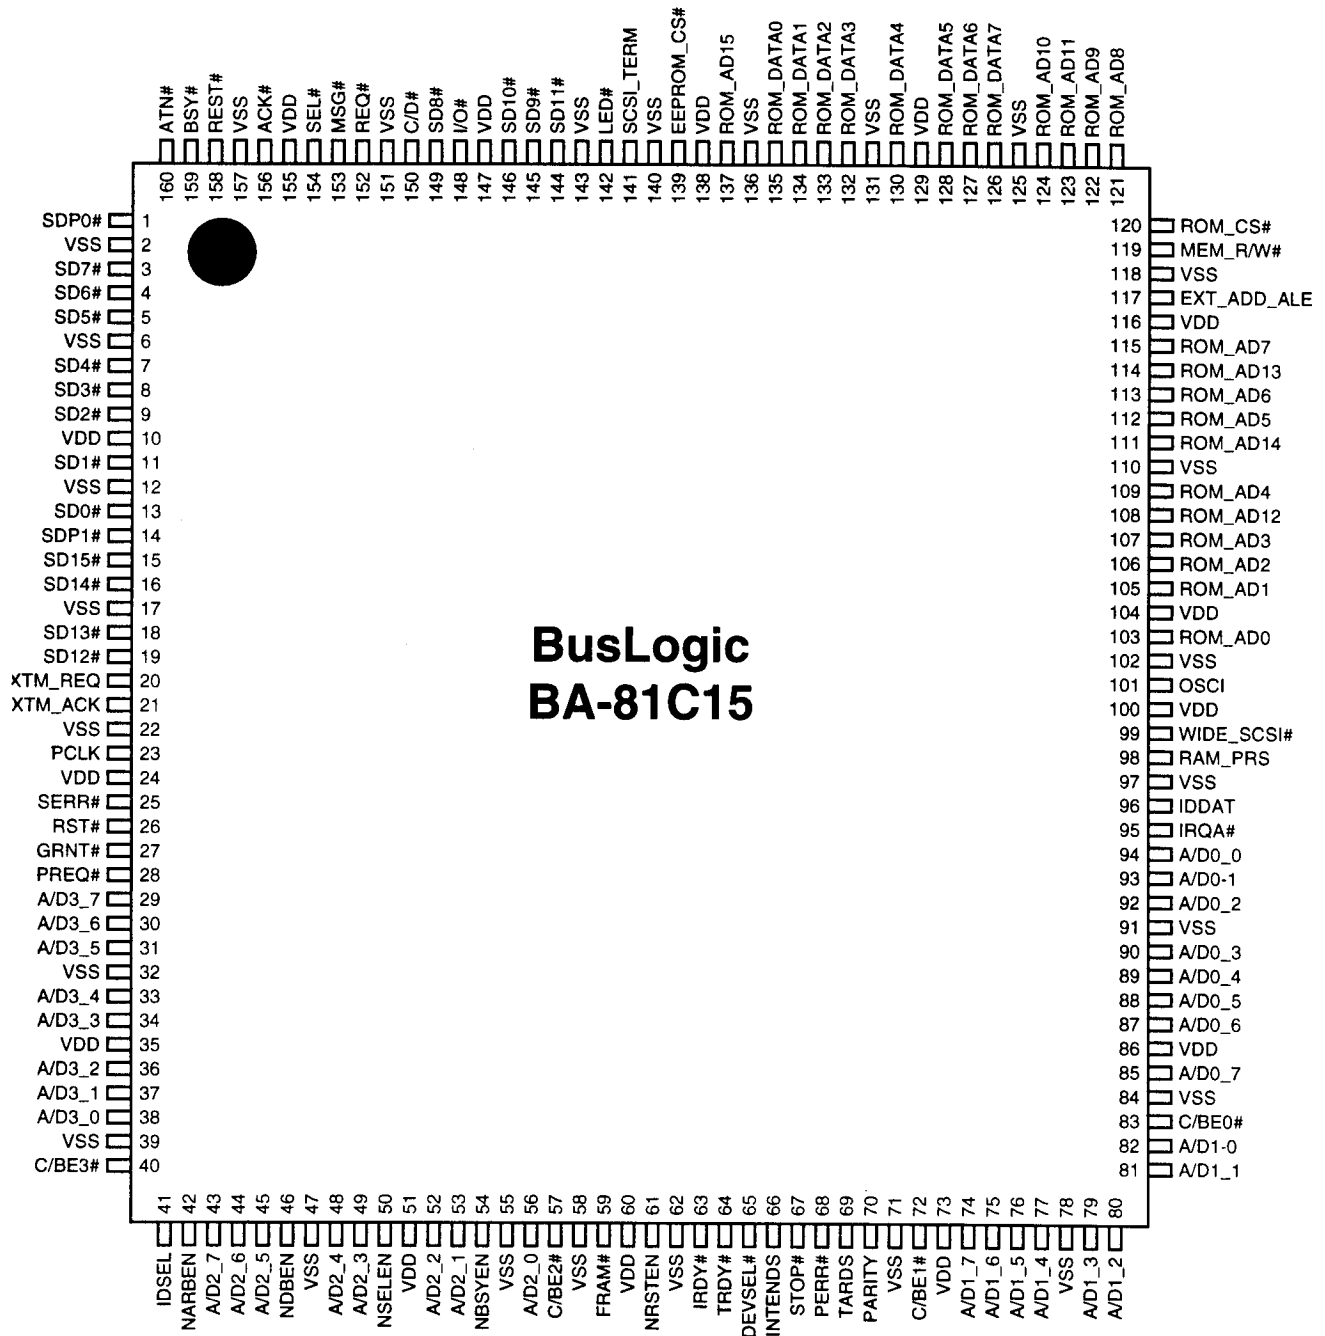 ATN# BSY# REST# VSS ACK# VDD SEL# MSG# REQ# VSS C/D# SD8# I/O# VDD SD10# SD9# SD11# VSS LED# SCSI_TERM VSS EEPROM_CS# VDD ROM_AD15 VSS ROM_DATA0 ROM_DATA1 ROM_DATA2 ROM_DATA3 VSS ROM_DATA4 VDD ROM_DATA5 ROM_DATA6 ROM_DATA7 VSS ROM_AD10 ROM_AD11 ROM_AD9 ROM_AD8
160 159 158 157 156 155 154 153 152 151 150 149 148 147 146 145 144 143 142 141 140 139 138 137 136 135 134 133 132 131 130 129 128 127 126 125 124 123 122 121
SDP0# 1
VSS 2
SD7# 3
SD6# 4
SD5# 5
VSS 6
SD4# 7
SD3# 8
SD2# 9
VDD 10
SD1# 11
VSS 12
SD0# 13
SDP1# 14
SD15# 15
SD14# 16
VSS 17
SD13# 18
SD12# 19
XTM_REQ 20
XTM_ACK 21
VSS 22
PCLK 23
VDD 24
SERR# 25
RST# 26
GRNT# 27
PREQ# 28
A/D3_7 29
A/D3_6 30
A/D3_5 31
VSS 32
A/D3_4 33
A/D3_3 34
VDD 35
A/D3_2 36
A/D3_1 37
A/D3_0 38
VSS 39
C/BE3# 40
BusLogic
BA-81C15
120 ROM_CS#
119 MEM_R/W#
118 VSS
117 EXT_ADD_ALE
116 VDD
115 ROM_AD7
114 ROM_AD13
113 ROM_AD6
112 ROM_AD5
111 ROM_AD14
110 VSS
109 ROM_AD4
108 ROM_AD12
107 ROM_AD3
106 ROM_AD2
105 ROM_AD1
104 VDD
103 ROM_AD0
102 VSS
101 OSCI
100 VDD
99 WIDE_SCSI#
98 RAM_PRS
97 VSS
96 IDDAT
95 IRQA#
94 A/D0_0
93 A/D0-1
92 A/D0_2
91 VSS
90 A/D0_3
89 A/D0_4
88 A/D0_5
87 A/D0_6
86 VDD
85 A/D0_7
84 VSS
83 C/BE0#
82 A/D1-0
81 A/D1_1
41 42 43 44 45 46 47 48 49 50 51 52 53 54 55 56 57 58 59 60 61 62 63 64 65 66 67 68 69 70 71 72 73 74 75 76 77 78 79 80
IDSEL NARBEN A/D2_7 A/D2_6 A/D2_5 NDBEN VSS A/D2_4 A/D2_3 NSELEN VDD A/D2_2 A/D2_1 NBSYEN VSS A/D2_0 C/BE2# VSS FRAM# VDD NRSTEN VSS IRDY# TRDY# DEVSEL# INTENDS STOP# PERR# TARDS PARITY VSS C/BE1# VDD A/D1_7 A/D1_6 A/D1_5 A/D1_4 VSS A/D1_3 A/D1_2